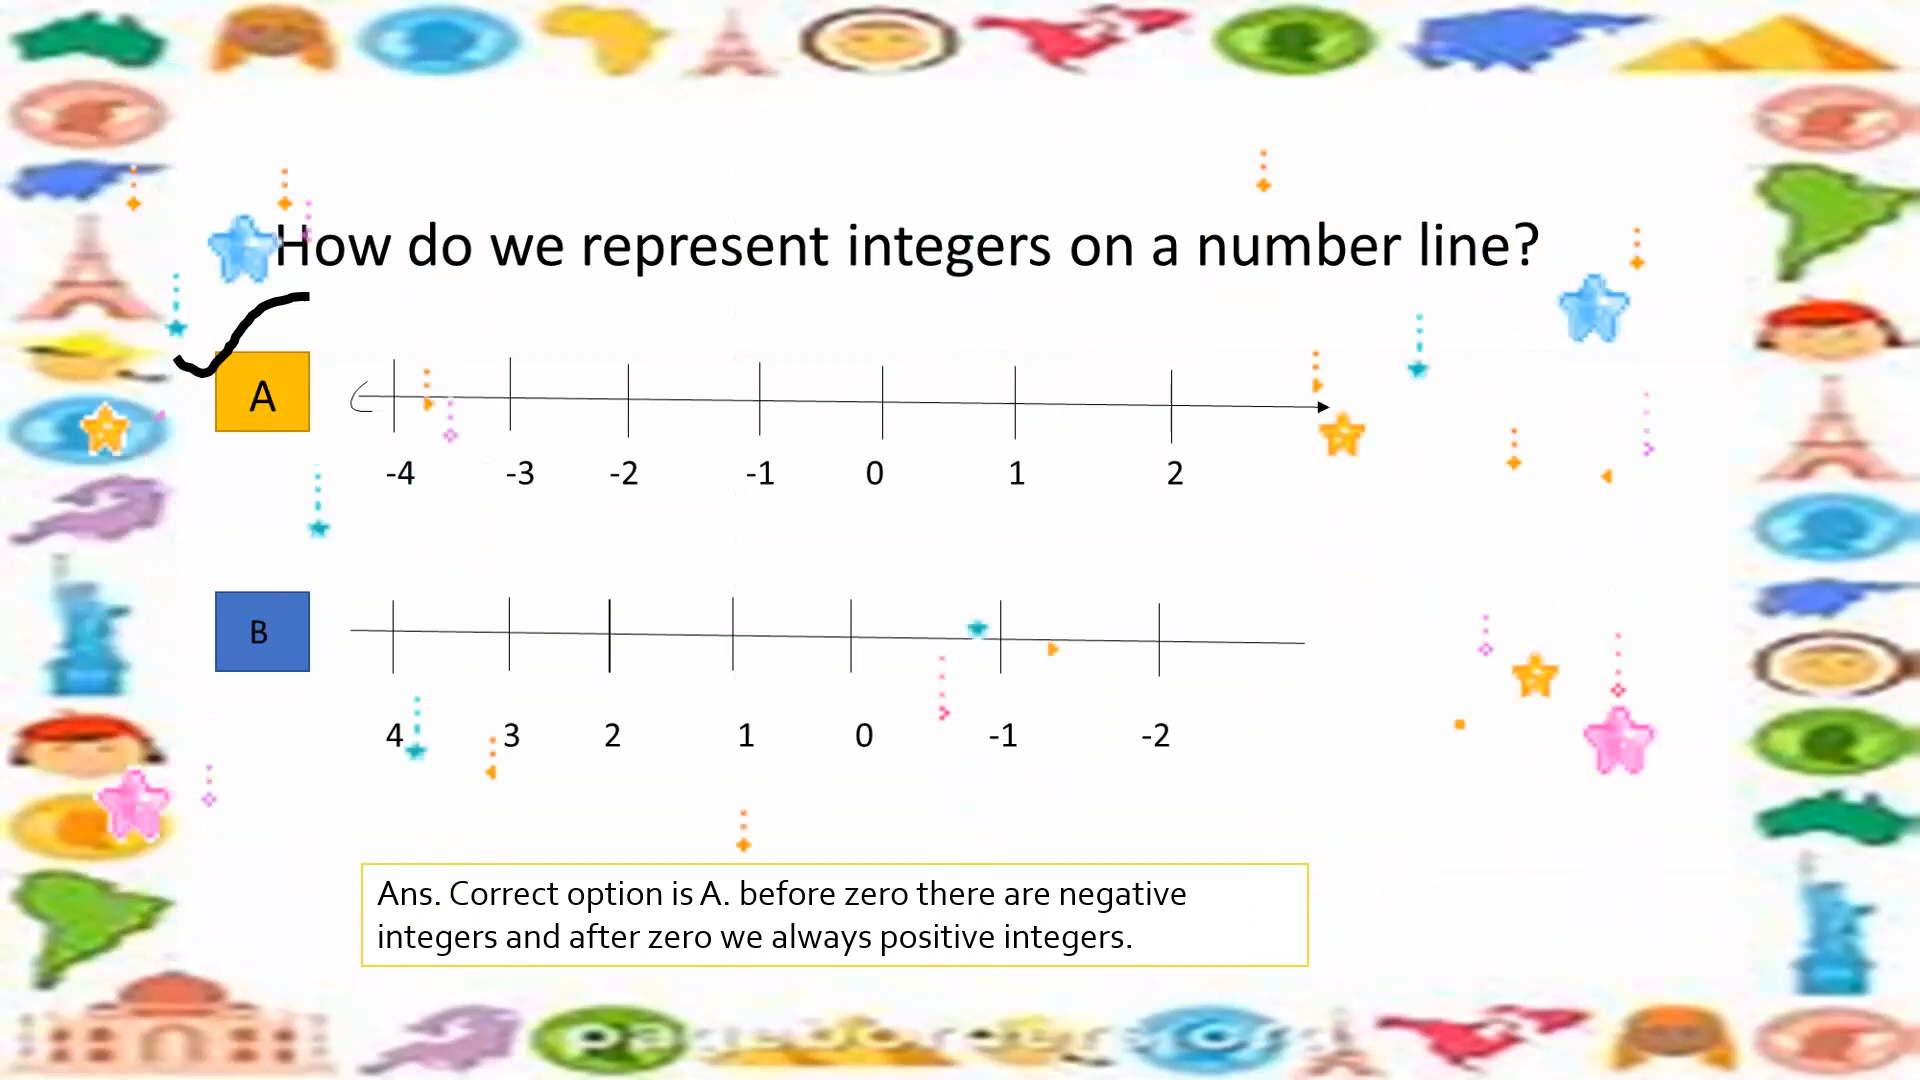 How do we represent integers on a number line?
A
-4 -3 -2 -1 0 1 2
B
4 3 2 1 0 -1 -2
Ans. Correct option is A. before zero there are negative
integers and after zero we always positive integers.